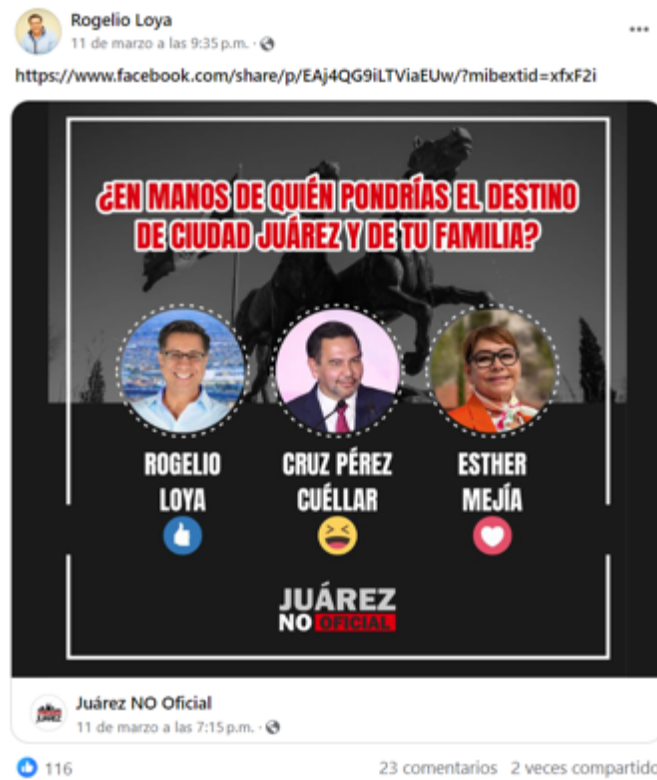 Rogelio Loya
11 de marzo a las 9:35 p.m. ·
https://www.facebook.com/share/p/EAj4QG9iLTViaEUw/?mibextid=xfxF2i
¿EN MANOS DE QUIÉN PONDRÍAS EL DESTINO
DE CIUDAD JUÁREZ Y DE TU FAMILIA?
ROGELIO
LOYA
CRUZ PÉREZ
CUÉLLAR
ESTHER
MEJÍA
JUÁREZ
NO OFICIAL
Juárez NO Oficial
11 de marzo a las 7:15 p.m. ·
116
23 comentarios 2 veces compartido